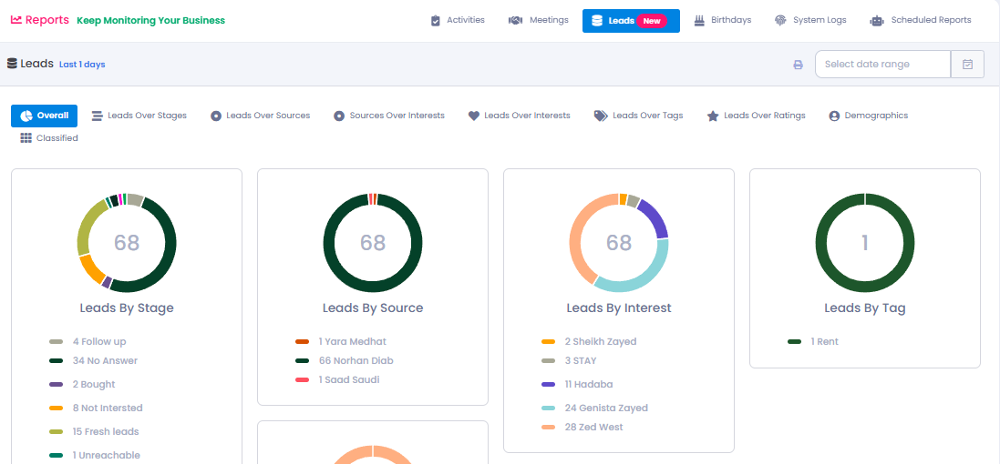 Reports Keep Monitoring Your Business
Activities Meetings Leads New Birthdays System Logs Scheduled Reports
Leads Last 1 days
Select date range
Overall Leads Over Stages Leads Over Sources Sources Over Interests Leads Over Interests Leads Over Tags Leads Over Ratings Demographics
Classified
68
Leads By Stage
4 Follow up
34 No Answer
2 Bought
8 Not Intersted
15 Fresh leads
1 Unreachable
68
Leads By Source
1 Yara Medhat
66 Norhan Diab
1 Saad Saudi
68
Leads By Interest
2 Sheikh Zayed
3 STAY
11 Hadaba
24 Genista Zayed
28 Zed West
1
Leads By Tag
1 Rent